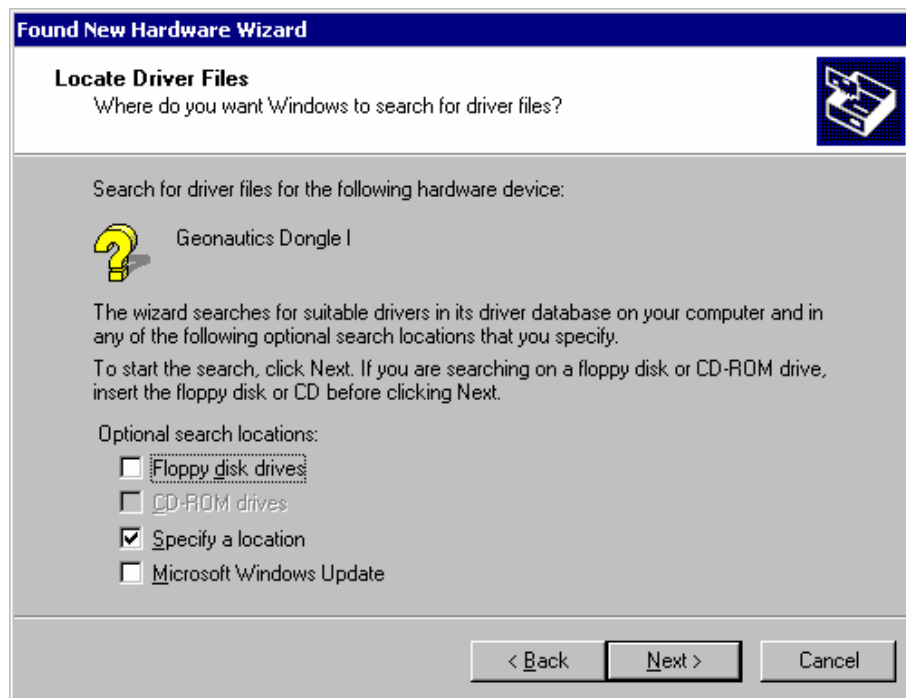 Found New Hardware Wizard
Locate Driver Files
Where do you want Windows to search for driver files?
Search for driver files for the following hardware device:
Geonautics Dongle I
The wizard searches for suitable drivers in its driver database on your computer and in
any of the following optional search locations that you specify.
To start the search, click Next. If you are searching on a floppy disk or CD-ROM drive,
insert the floppy disk or CD before clicking Next.
Optional search locations:
Floppy disk drives
CD-ROM drives
Specify a location
Microsoft Windows Update
< Back Next > Cancel